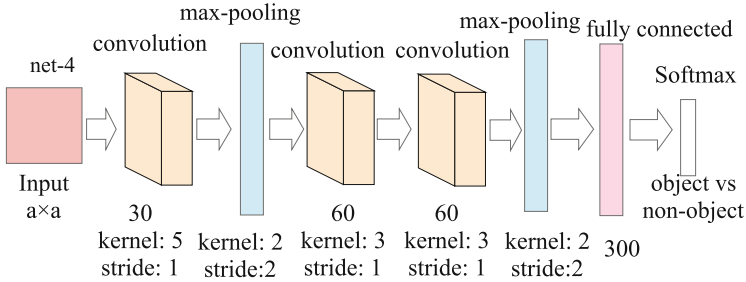 net-4
Input
a×a
convolution
30
kernel: 5
stride: 1
max-pooling
kernel: 2
stride:2
convolution
60
kernel: 3
stride: 1
convolution
60
kernel: 3
stride: 1
max-pooling
kernel: 2
stride:2
fully connected
300
Softmax
object vs
non-object